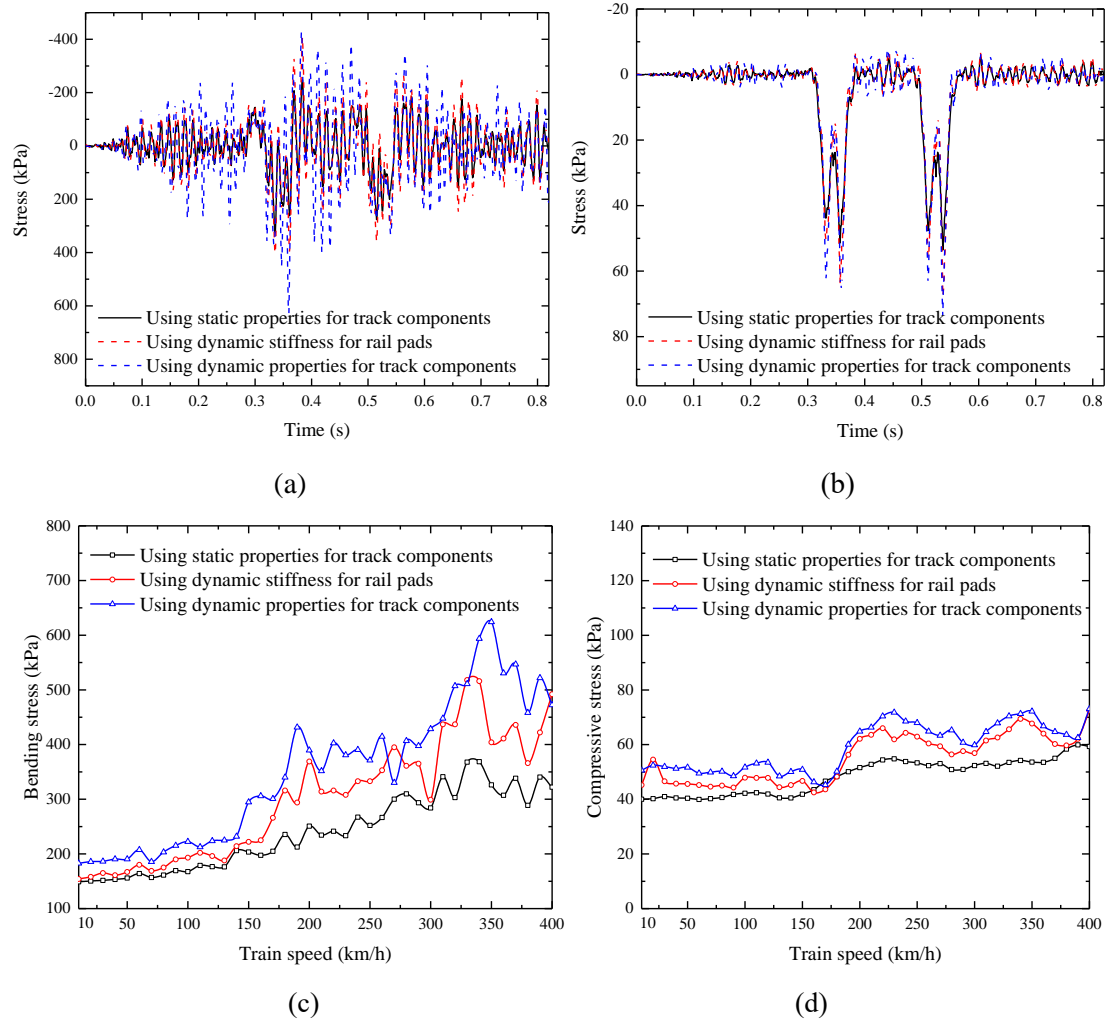 -400
-200
0
200
400
600
800
Stress (kPa)
Using static properties for track components
Using dynamic stiffness for rail pads
Using dynamic properties for track components
0.0 0.1 0.2 0.3 0.4 0.5 0.6 0.7 0.8
Time (s)
(a)
-20
0
20
40
60
80
Stress (kPa)
Using static properties for track components
Using dynamic stiffness for rail pads
Using dynamic properties for track components
0.0 0.1 0.2 0.3 0.4 0.5 0.6 0.7 0.8
Time (s)
(b)
800
700
600
500
400
300
200
100
Bending stress (kPa)
Using static properties for track components
Using dynamic stiffness for rail pads
Using dynamic properties for track components
10 50 100 150 200 250 300 350 400
Train speed (km/h)
(c)
140
120
100
80
60
40
20
0
Compressive stress (kPa)
Using static properties for track components
Using dynamic stiffness for rail pads
Using dynamic properties for track components
10 50 100 150 200 250 300 350 400
Train speed (km/h)
(d)